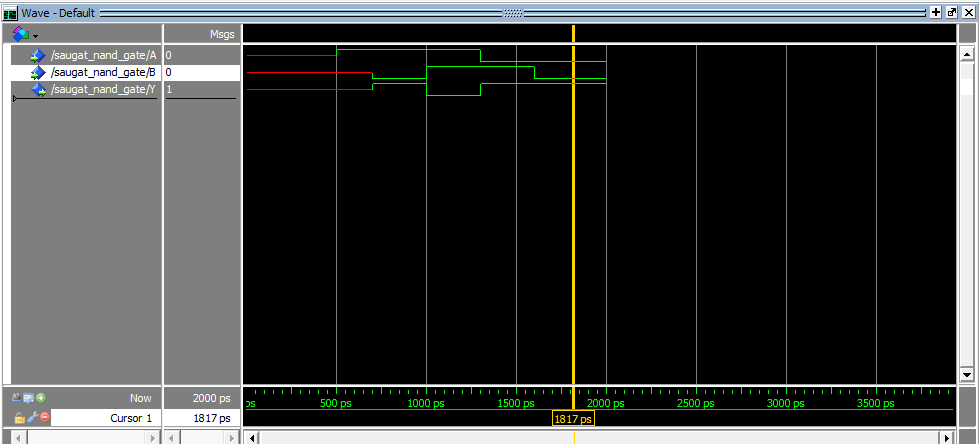 Wave - Default
Msgs
/saugat_nand_gate/A 0
/saugat_nand_gate/B 0
/saugat_nand_gate/Y 1
Now 2000 ps
ps 500 ps 1000 ps 1500 ps 2000 ps 2500 ps 3000 ps 3500 ps
Cursor 1 1817 ps
1817 ps